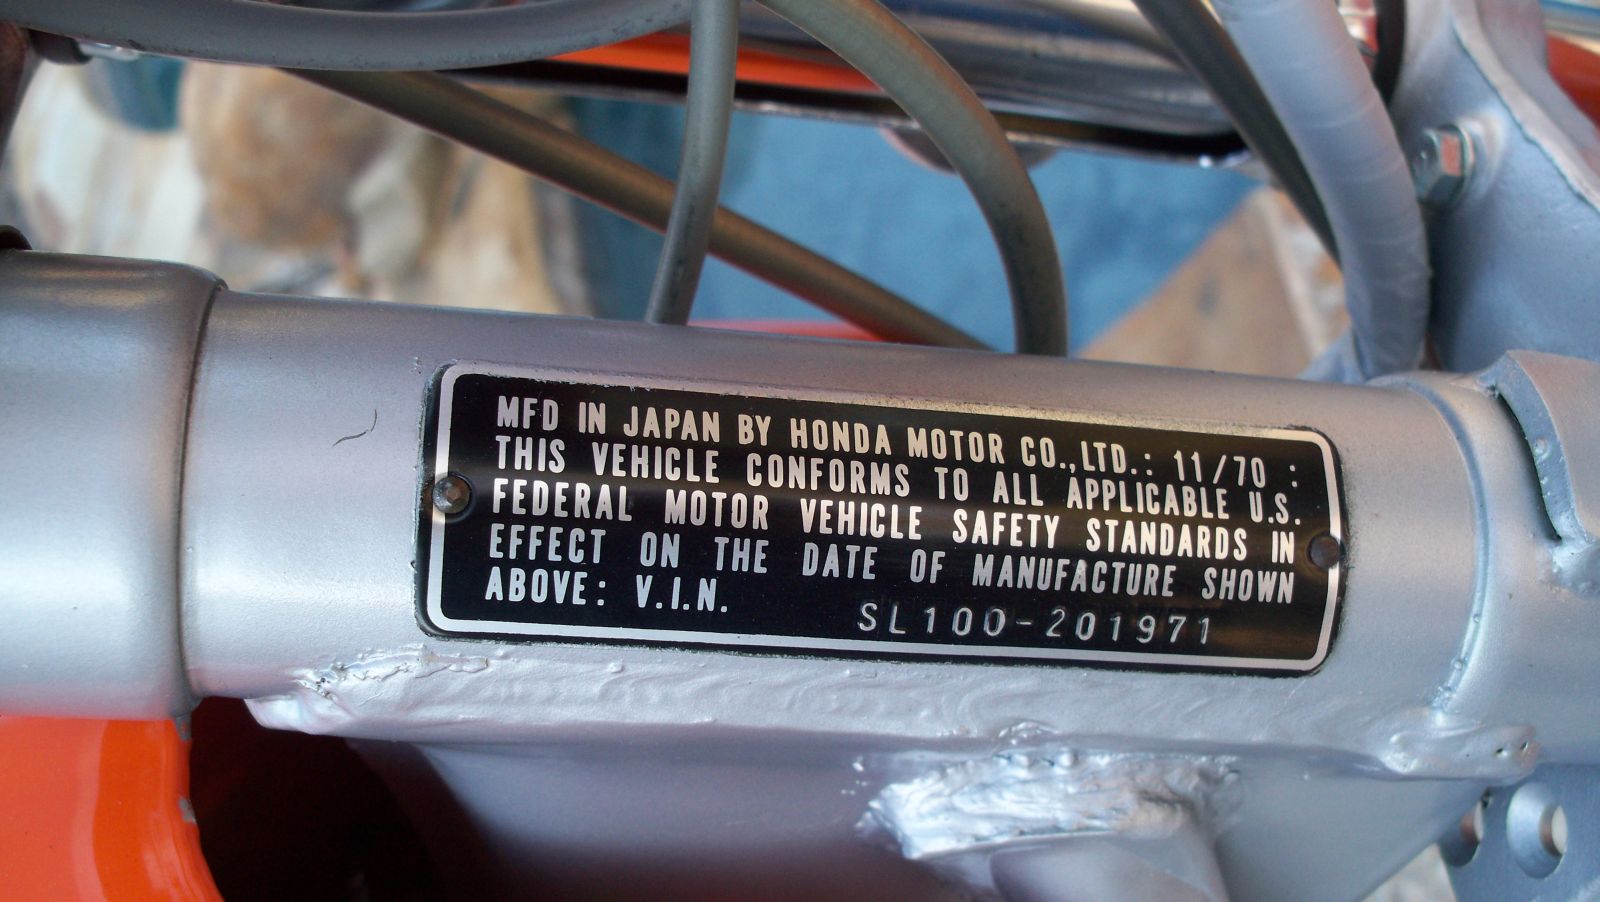 MFD IN JAPAN BY HONDA MOTOR CO.,LTD.: 11/70 :
THIS VEHICLE CONFORMS TO ALL APPLICABLE U.S.
FEDERAL MOTOR VEHICLE SAFETY STANDARDS IN
EFFECT ON THE DATE OF MANUFACTURE SHOWN
ABOVE: V.I.N. SL100-201971